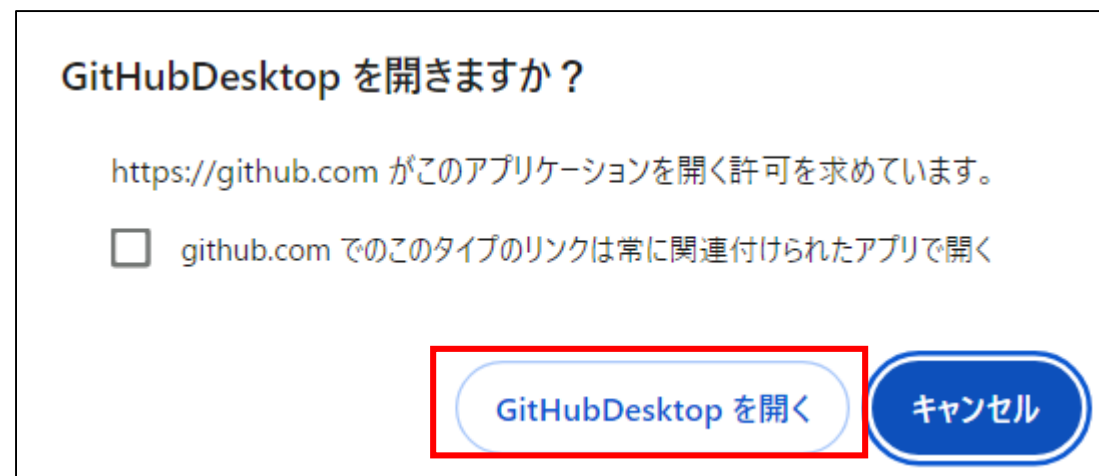 GitHubDesktop を開きますか？
https://github.com がこのアプリケーションを開く許可を求めています。
github.com でのこのタイプのリンクは常に関連付けられたアプリで開く
GitHubDesktop を開く
キャンセル